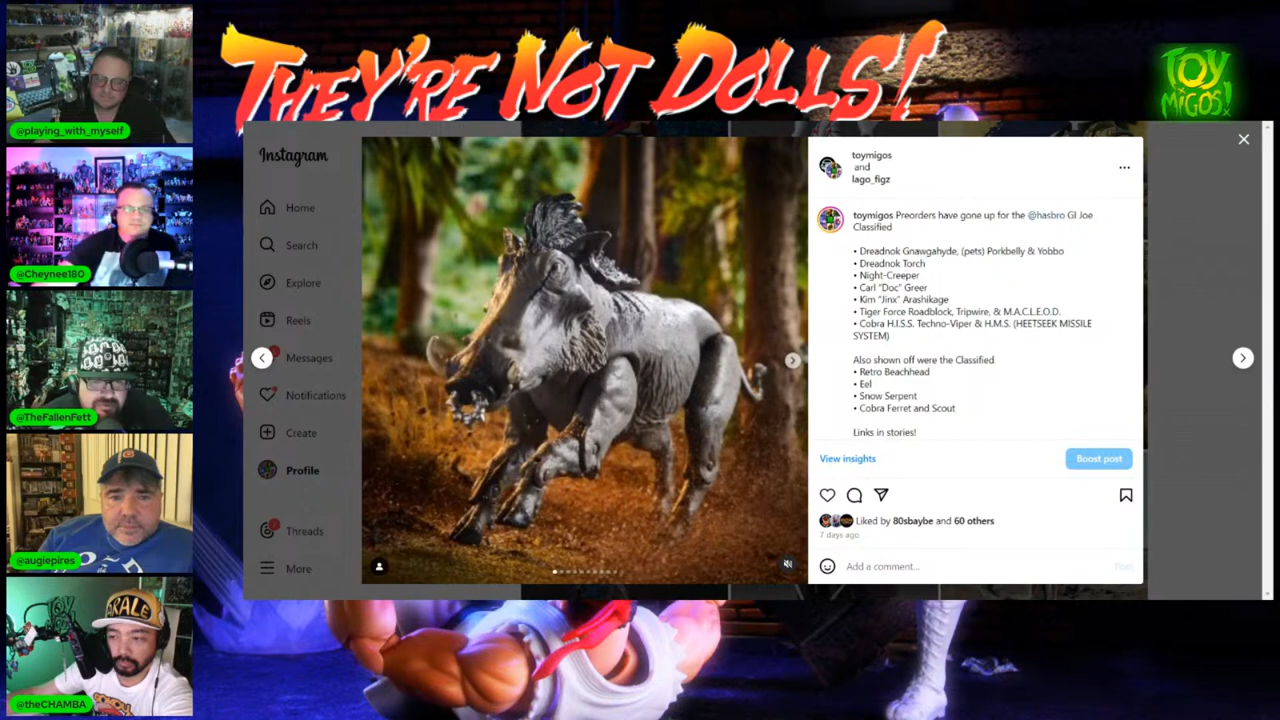 THEY'RE NOT DOLLS!
TOY
MIGOS!
@playing_with_myself
@Cheynee180
@TheFallenFett
@augiepires
ARALE
@theCHAMBA
Instagram
Home
Search
Explore
Reels
Messages
Notifications
Create
Profile
Threads
More
toymigos
and
lago_figz
toymigos Preorders have gone up for the @hasbro GI Joe
Classified
• Dreadnok Gnawgahyde, (pets) Porkbelly & Yobbo
• Dreadnok Torch
• Night-Creeper
• Carl "Doc" Greer
• Kim "Jinx" Arashikage
• Tiger Force Roadblock, Tripwire, & M.A.C.L.E.O.D.
• Cobra H.I.S.S. Techno-Viper & H.M.S. (HEETSEEK MISSILE
SYSTEM)
Also shown off were the Classified
• Retro Beachhead
• Eel
• Snow Serpent
• Cobra Ferret and Scout
Links in stories!
View insights
Boost post
Liked by 80sbaybe and 60 others
7 days ago
Add a comment...
Post